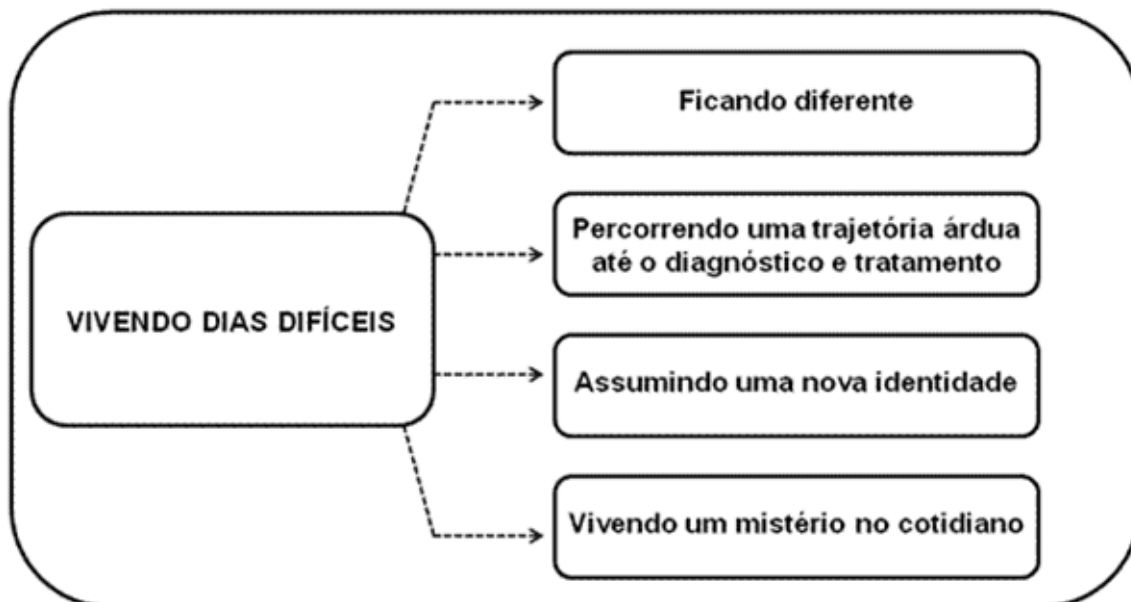 Ficando diferente
Percorrendo uma trajetória árdua
até o diagnóstico e tratamento
VIVENDO DIAS DIFÍCEIS
Assumindo uma nova identidade
Vivendo um mistério no cotidiano